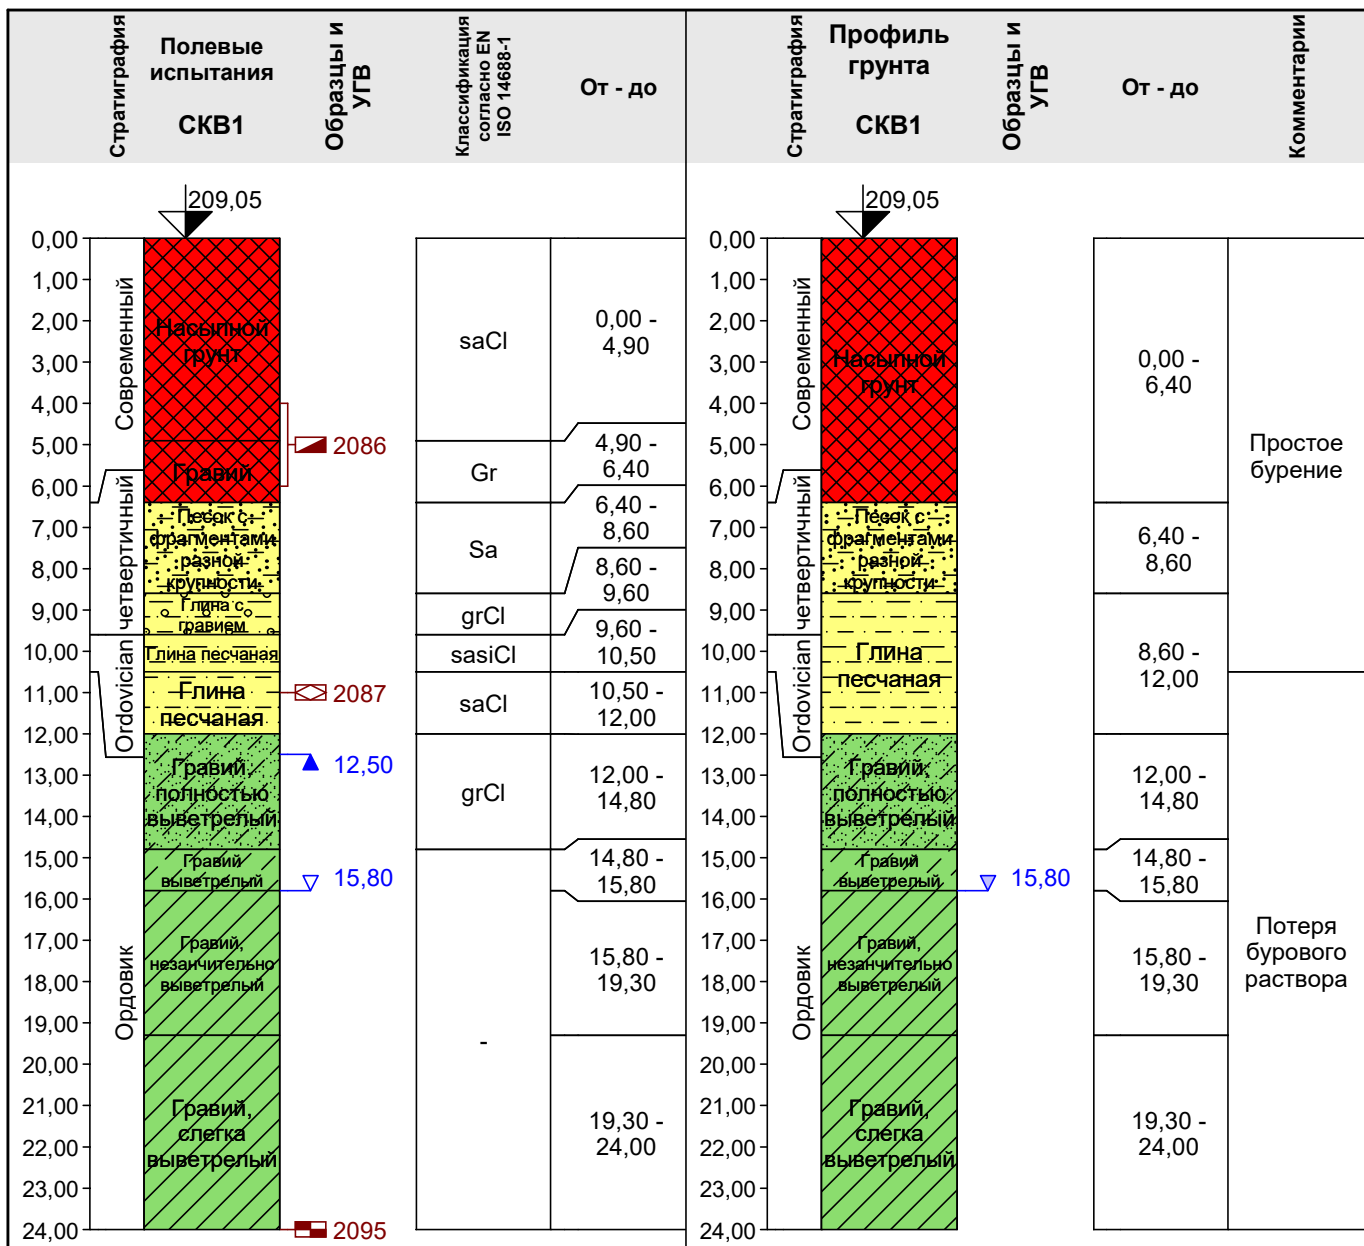 Стратиграфия
Полевые
испытания
СКВ1
Образцы и
УГВ
Классификация
согласно EN
ISO 14688-1
От - до
Стратиграфия
Профиль
грунта
СКВ1
Образцы и
УГВ
От - до
Комментарии
209,05
0,00
1,00
2,00
3,00
4,00
5,00
6,00
7,00
8,00
9,00
10,00
11,00
12,00
13,00
14,00
15,00
16,00
17,00
18,00
19,00
20,00
21,00
22,00
23,00
24,00
Современный
четвертичный
Ordovician
Ордовик
Насыпной
грунт
Гравий
Песок с
фрагментами
разной
крупности
Глина с
гравием
Глина песчаная
Глина
песчаная
Гравий,
полностью
выветрелый
Гравий
выветрелый
Гравий,
незанчительно
выветрелый
Гравий,
слегка
выветрелый
2086
2087
12,50
15,80
2095
saCl
Gr
Sa
grCl
sasiCl
saCl
grCl
-
0,00 -
4,90
4,90 -
6,40
6,40 -
8,60
8,60 -
9,60
9,60 -
10,50
10,50 -
12,00
12,00 -
14,80
14,80 -
15,80
15,80 -
19,30
19,30 -
24,00
209,05
0,00
1,00
2,00
3,00
4,00
5,00
6,00
7,00
8,00
9,00
10,00
11,00
12,00
13,00
14,00
15,00
16,00
17,00
18,00
19,00
20,00
21,00
22,00
23,00
24,00
Современный
четвертичный
Ordovician
Ордовик
Насыпной
грунт
Песок с
фрагментами
разной
крупности
Глина
песчаная
Гравий,
полностью
выветрелый
Гравий
выветрелый
Гравий,
незанчительно
выветрелый
Гравий,
слегка
выветрелый
15,80
0,00 -
6,40
6,40 -
8,60
8,60 -
12,00
12,00 -
14,80
14,80 -
15,80
15,80 -
19,30
19,30 -
24,00
Простое
бурение
Потеря
бурового
раствора